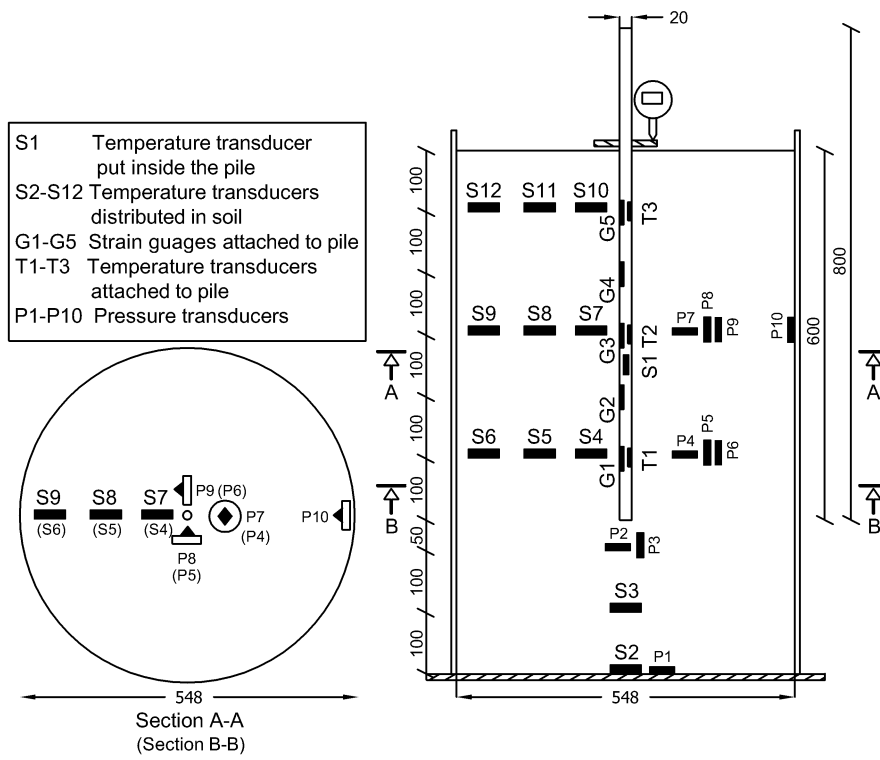 20
S1 Temperature transducer
put inside the pile
S2-S12 Temperature transducers
distributed in soil
G1-G5 Strain guages attached to pile
T1-T3 Temperature transducers
attached to pile
P1-P10 Pressure transducers
S9 S8 S7 P9 (P6)
(S6) (S5) (S4) P7 P10
(P4)
P8
(P5)
548
Section A-A
(Section B-B)
100
100
100
100
100
100
50
100
100
S12 S11 S10
G5 T3
G4
S9 S8 S7
G3 T2
P7 P8 P9 P10
S1
G2
S6 S5 S4
G1 T1
P4 P5 P6
P2 P3
S3
S2 P1
548
600
800
A A
B B